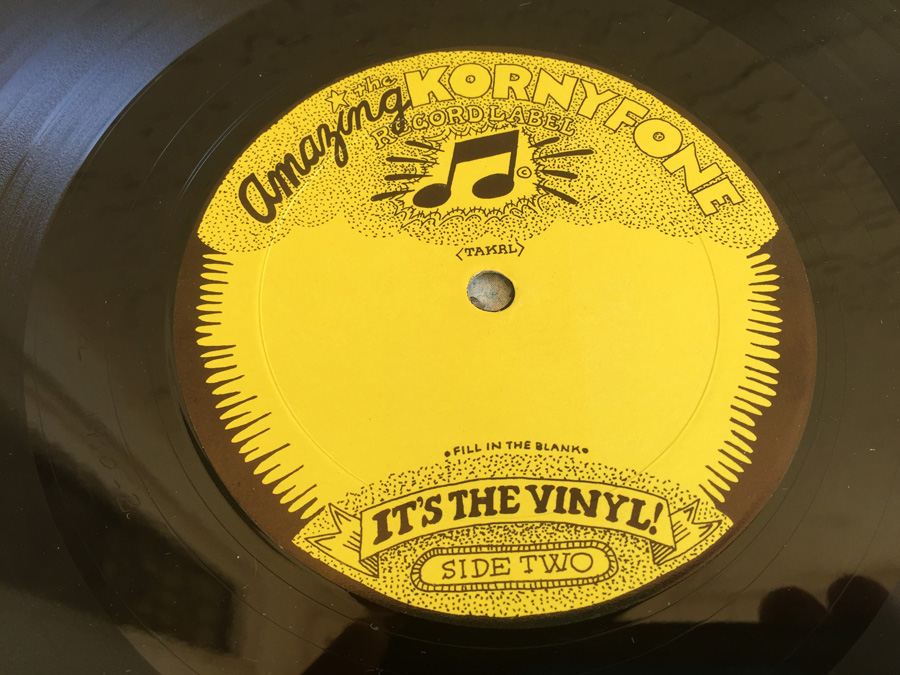 the
Amazing KORNYFONE
RECORD LABEL
©
<TAKRL>
•FILL IN THE BLANK•
IT'S THE VINYL!
SIDE TWO